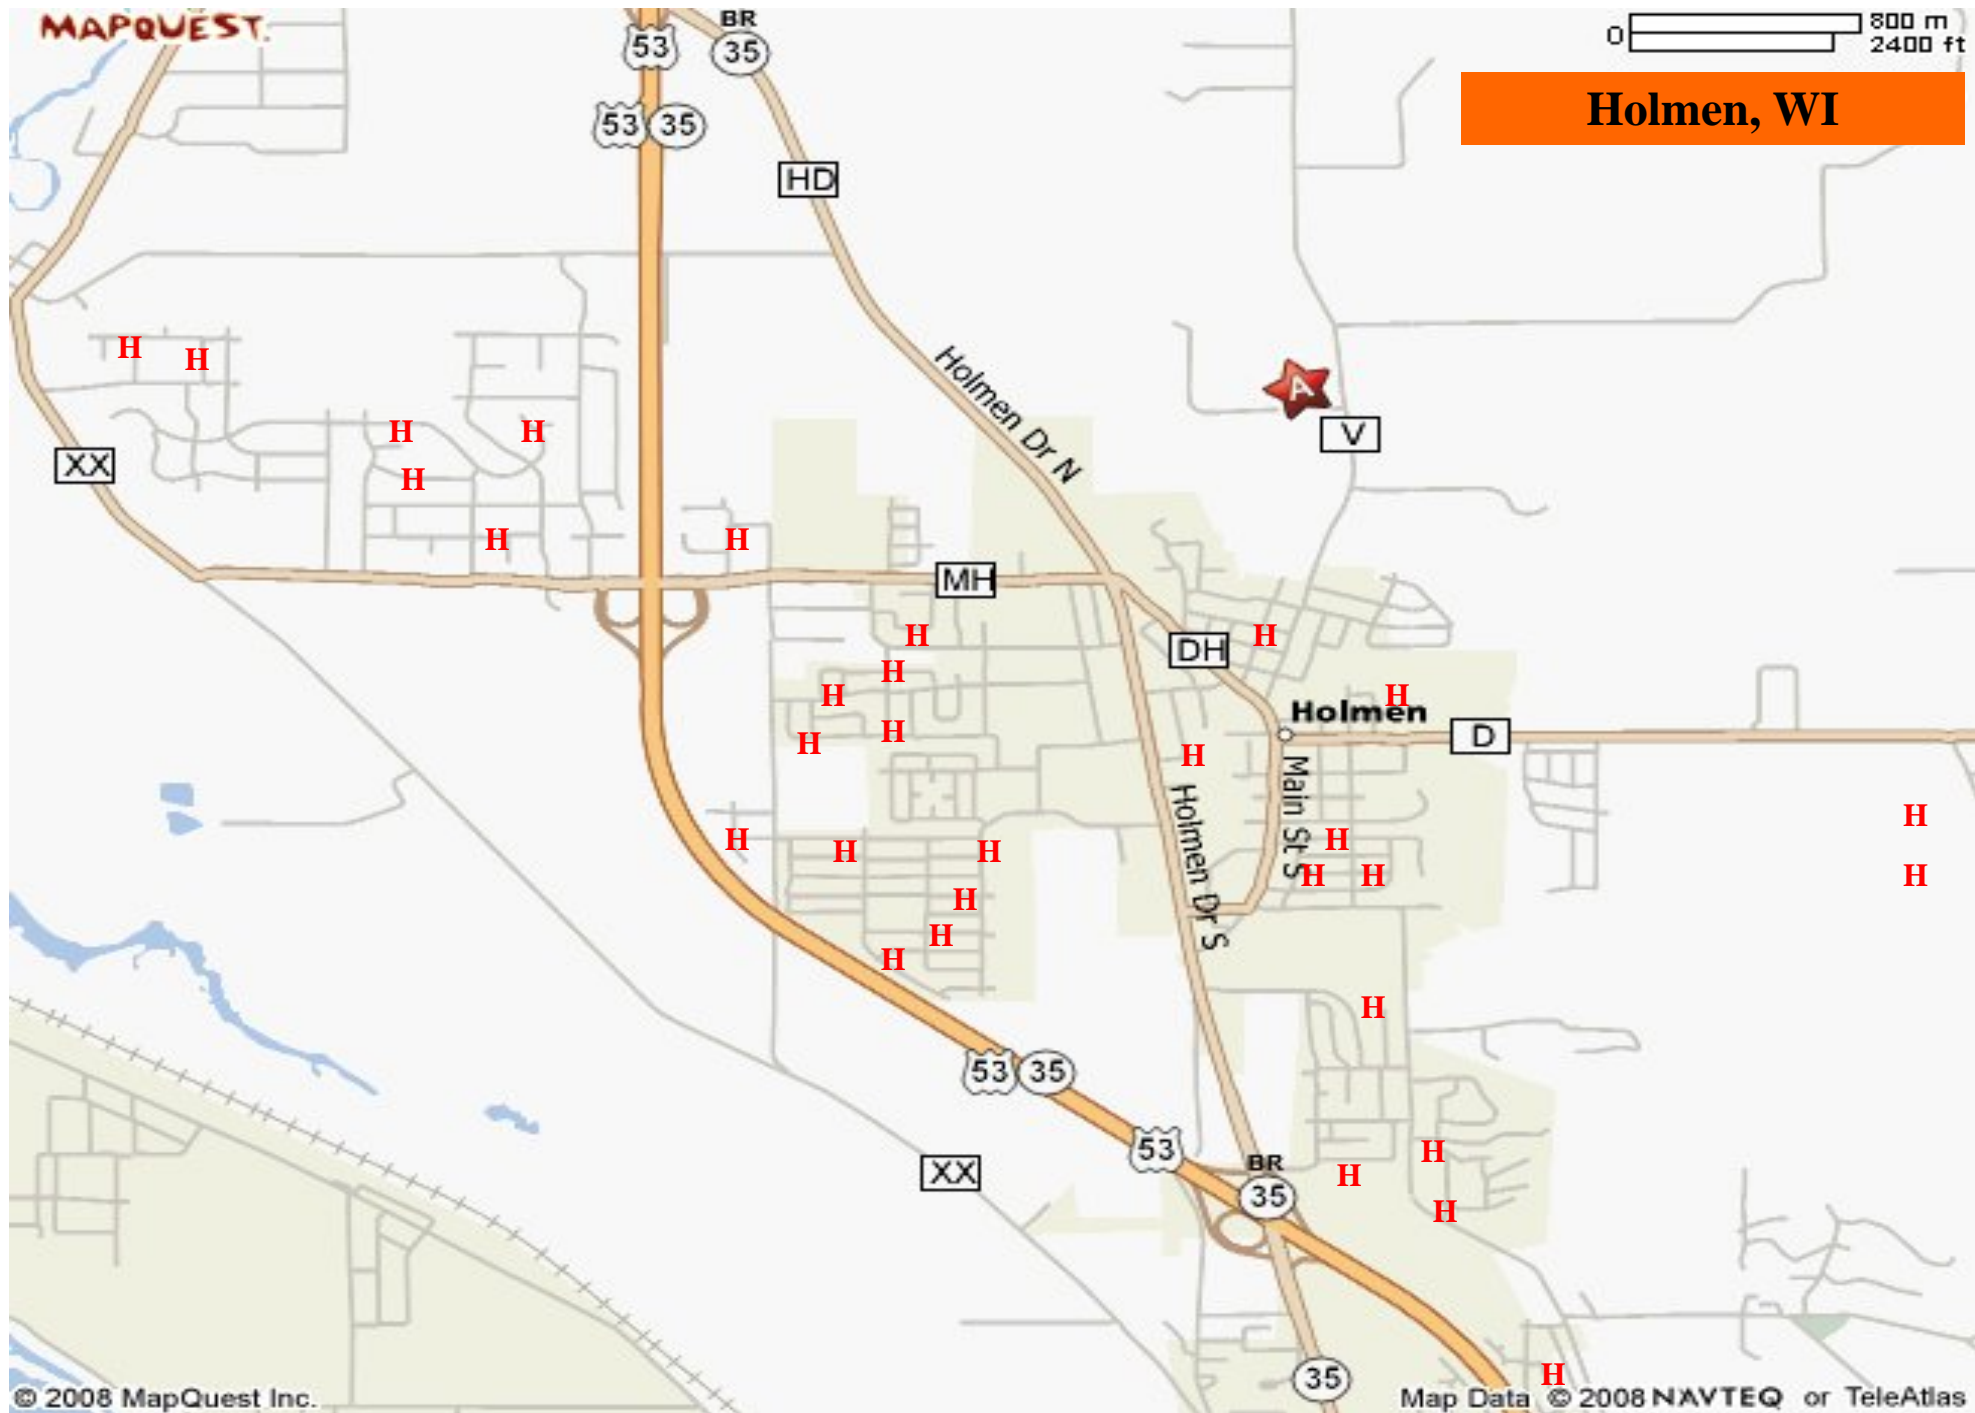 MAPQUEST.
BR
53
35
0
800 m
2400 ft
Holmen, WI
53 35
HD
H
H
Holmen Dr N
A
V
H
H
XX
H
H
H
MH
H
H
DH
H
H
H
Holmen
H
H
D
H
H
Holmen Dr S
Main St S
H
H
H
H
H
H
H
H
H
H
H
H
53 35
53
XX
BR
35
H
H
H
35
H
© 2008 MapQuest Inc.
Map Data © 2008 NAVTEQ or TeleAtlas